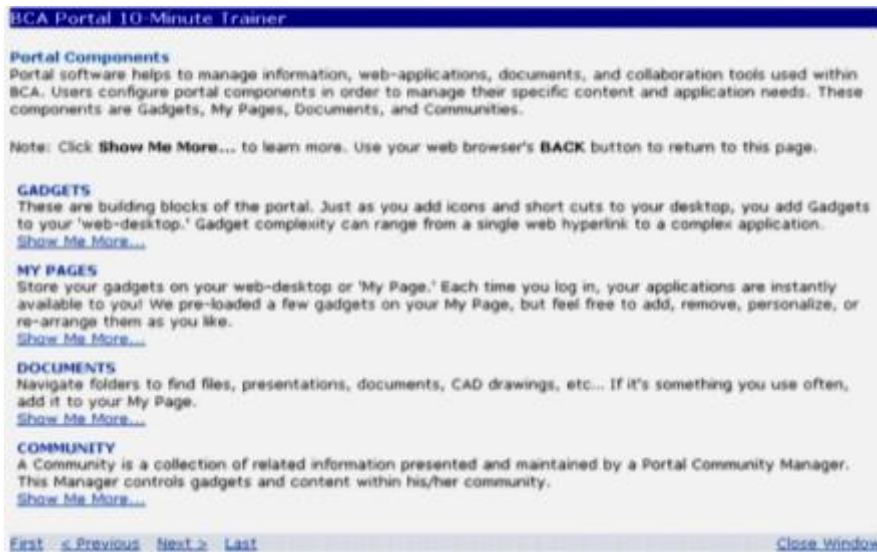 BCA Portal 10-Minute Trainer
Portal Components
Portal software helps to manage information, web-applications, documents, and collaboration tools used within
BCA. Users configure portal components in order to manage their specific content and application needs. These
components are Gadgets, My Pages, Documents, and Communities.
Note: Click Show Me More... to learn more. Use your web browser's BACK button to return to this page.
GADGETS
These are building blocks of the portal. Just as you add icons and short cuts to your desktop, you add Gadgets
to your 'web-desktop.' Gadget complexity can range from a single web hyperlink to a complex application.
Show Me More...
MY PAGES
Store your gadgets on your web-desktop or 'My Page.' Each time you log in, your applications are instantly
available to you! We pre-loaded a few gadgets on your My Page, but feel free to add, remove, personalize, or
re-arrange them as you like.
Show Me More...
DOCUMENTS
Navigate folders to find files, presentations, documents, CAD drawings, etc... If it's something you use often,
add it to your My Page.
Show Me More...
COMMUNITY
A Community is a collection of related information presented and maintained by a Portal Community Manager.
This Manager controls gadgets and content within his/her community.
Show Me More...
First < Previous Next > Last Close Window